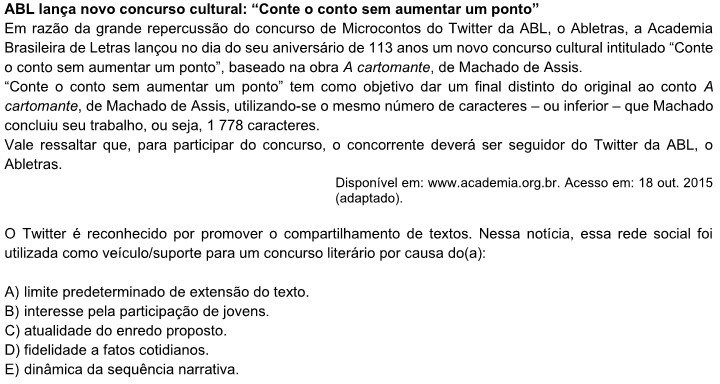 ABL lança novo concurso cultural: “Conte o conto sem aumentar um ponto”
Em razão da grande repercussão do concurso de Microcontos do Twitter da ABL, o Abletras, a Academia
Brasileira de Letras lançou no dia do seu aniversário de 113 anos um novo concurso cultural intitulado “Conte
o conto sem aumentar um ponto”, baseado na obra A cartomante, de Machado de Assis.
“Conte o conto sem aumentar um ponto” tem como objetivo dar um final distinto do original ao conto A
cartomante, de Machado de Assis, utilizando-se o mesmo número de caracteres – ou inferior – que Machado
concluiu seu trabalho, ou seja, 1 778 caracteres.
Vale ressaltar que, para participar do concurso, o concorrente deverá ser seguidor do Twitter da ABL, o
Abletras.
Disponível em: www.academia.org.br. Acesso em: 18 out. 2015
(adaptado).
O Twitter é reconhecido por promover o compartilhamento de textos. Nessa notícia, essa rede social foi
utilizada como veículo/suporte para um concurso literário por causa do(a):
A) limite predeterminado de extensão do texto.
B) interesse pela participação de jovens.
C) atualidade do enredo proposto.
D) fidelidade a fatos cotidianos.
E) dinâmica da sequência narrativa.